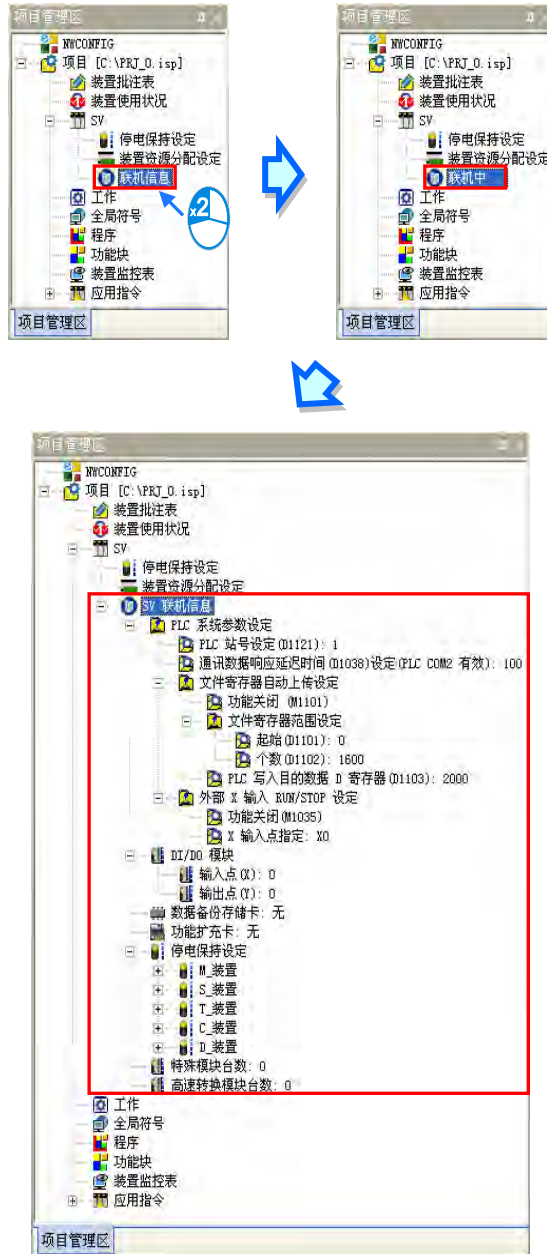 项目管理区
NWCONFIG
项目 [C:\PRJ_0.isp]
装置批注表
装置使用状况
SV
停电保持设定
装置资源分配设定
联机信息
x2
工作
全局符号
程序
功能块
装置监控表
应用指令
项目管理区
项目管理区
NWCONFIG
项目 [C:\PRJ_0.isp]
装置批注表
装置使用状况
SV
停电保持设定
装置资源分配设定
联机中
工作
全局符号
程序
功能块
装置监控表
应用指令
项目管理区
项目管理区
NWCONFIG
项目 [C:\PRJ_0.isp]
装置批注表
装置使用状况
SV
停电保持设定
装置资源分配设定
SV 联机信息
PLC 系统参数设定
PLC 站号设定(D1121): 1
通讯数据响应延迟时间(D1038)设定(PLC COM2 有效): 100
文件寄存器自动上传设定
功能关闭 (M1101)
文件寄存器范围设定
起始(D1101): 0
个数(D1102): 1600
PLC 写入目的数据 D 寄存器(D1103): 2000
外部 X 输入 RUN/STOP 设定
功能关闭(M1035)
X 输入点指定: X0
DI/DO 模块
输入点(X): 0
输出点(Y): 0
数据备份存储卡: 无
功能扩充卡: 无
停电保持设定
M_装置
S_装置
T_装置
C_装置
D_装置
特殊模块台数: 0
高速转换模块台数: 0
工作
全局符号
程序
功能块
装置监控表
应用指令
项目管理区